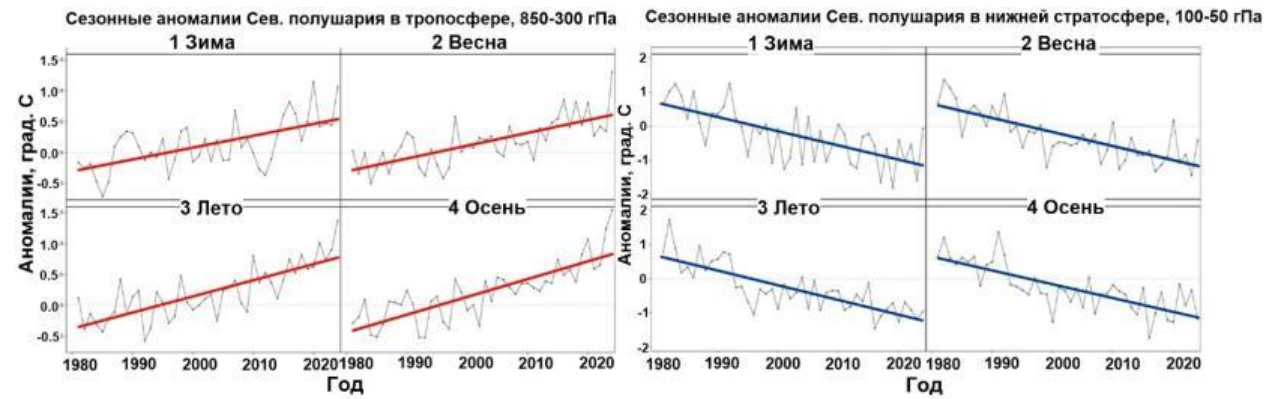 Сезонные аномалии Сев. полушария в тропосфере, 850-300 гПа
1 Зима
2 Весна
1.5
1.0
0.5
0.0
-0.5
3 Лето
4 Осень
1.5
1.0
0.5
0.0
-0.5
Аномалии, град. С
1980 1990 2000 2010 2020 1980 1990 2000 2010 2020
Год
Сезонные аномалии Сев. полушария в нижней стратосфере, 100-50 гПа
1 Зима
2 Весна
2
1
0
-1
-2
3 Лето
4 Осень
2
1
0
-1
-2
Аномалии, град. С
1980 1990 2000 2010 2020 1980 1990 2000 2010 2020
Год